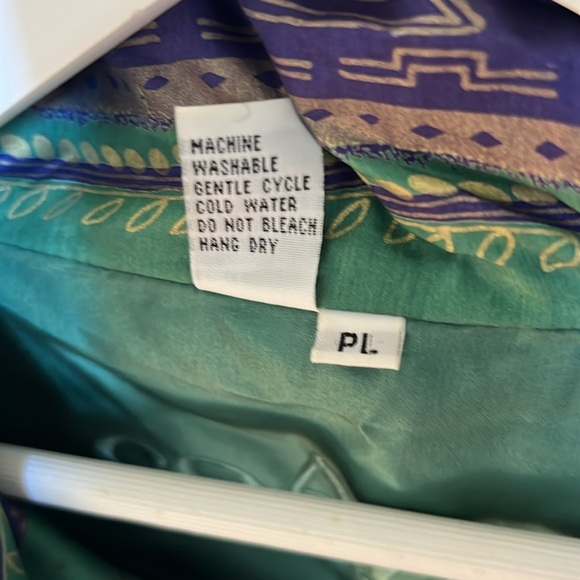 MACHINE
WASHABLE
GENTLE CYCLE
COLD WATER
DO NOT BLEACH
HANG DRY
PL